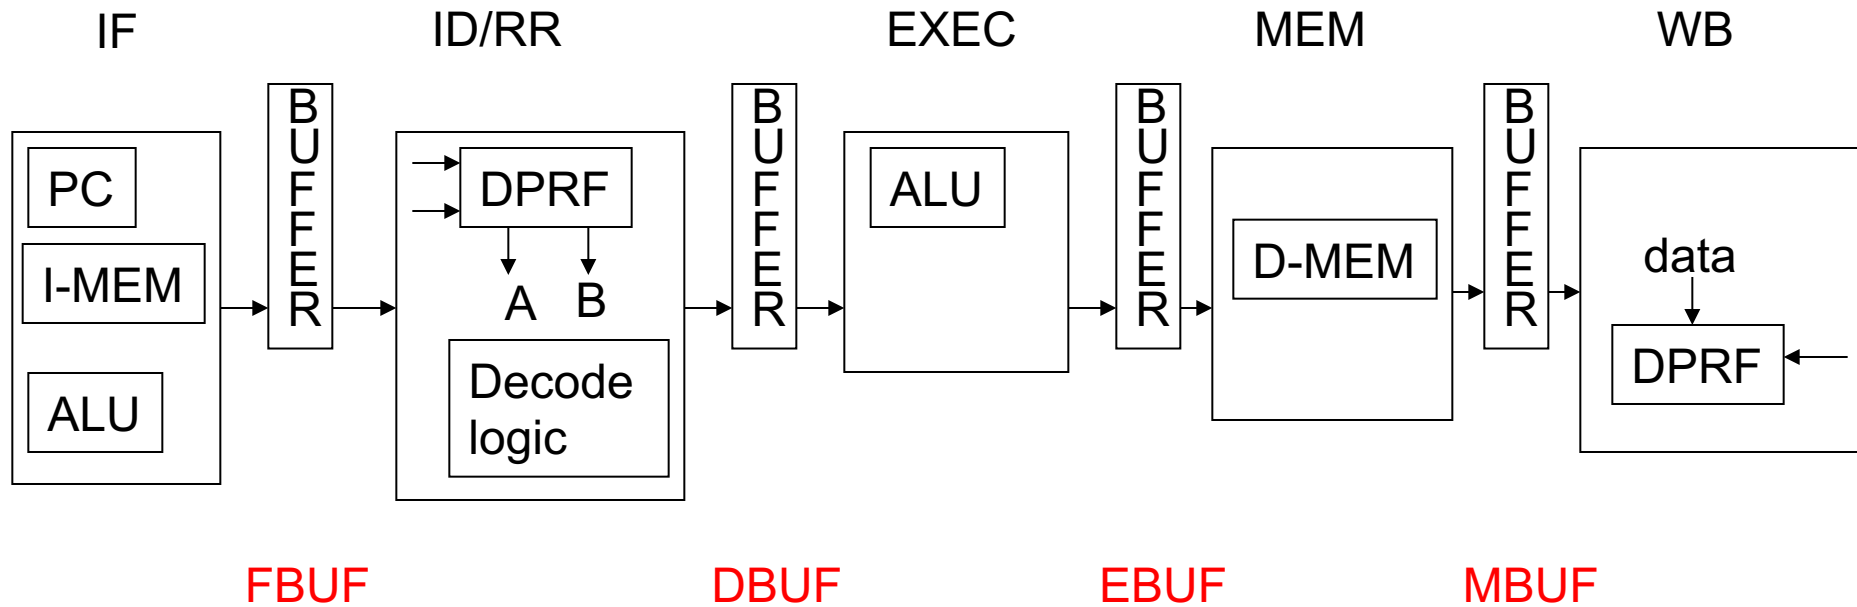 IF
ID/RR
EXEC
MEM
WB
PC
I-MEM
ALU
BUFFER
DPRF
A
B
Decode
logic
BUFFER
ALU
BUFFER
D-MEM
BUFFER
data
DPRF
FBUF
DBUF
EBUF
MBUF